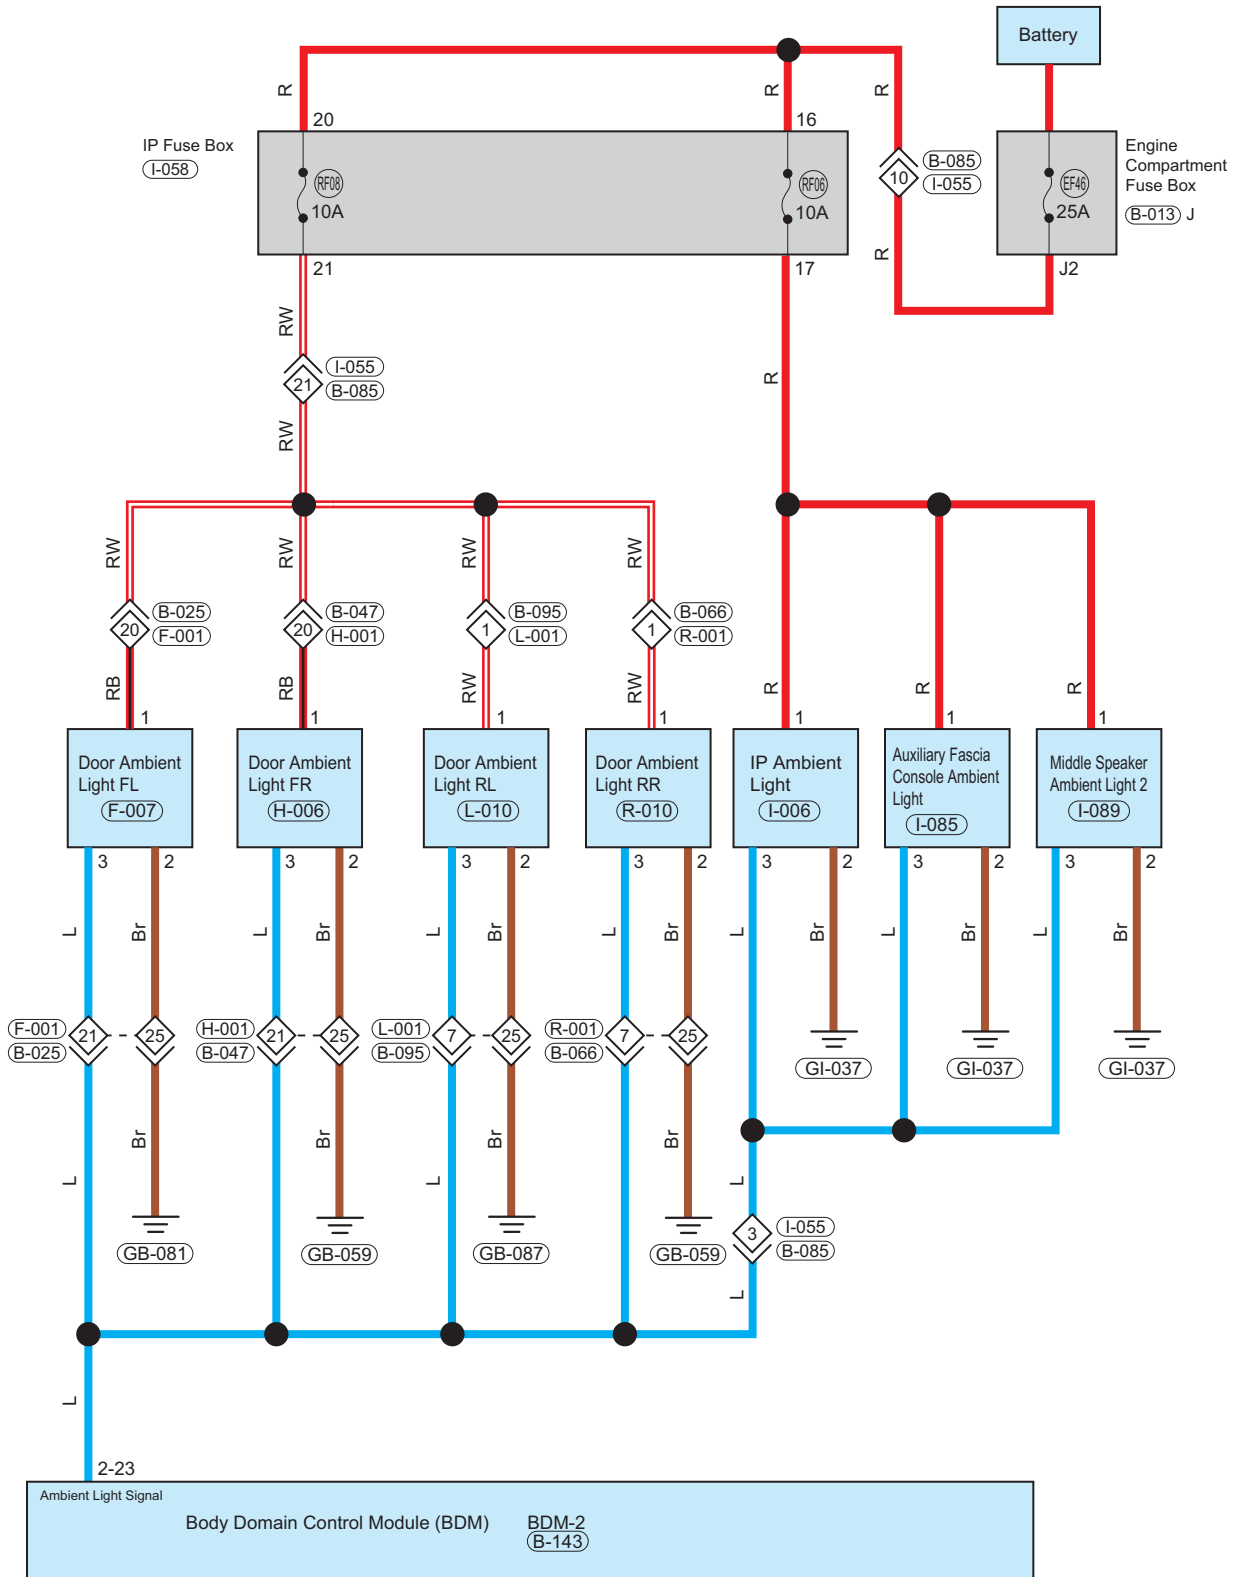 Battery
R
R
R
20
16
IP Fuse Box
I-058
RF08
10A
RF06
10A
10
B-085
I-055
EF46
25A
Engine
Compartment
Fuse Box
B-013 J
21
17
R
J2
RW
21
I-055
B-085
R
RW
RW
RW
RW
RW
20
B-025
F-001
20
B-047
H-001
1
B-095
L-001
1
B-066
R-001
RB
RB
RW
RW
R
R
R
1
1
1
1
1
1
1
Door Ambient
Light FL
F-007
Door Ambient
Light FR
H-006
Door Ambient
Light RL
L-010
Door Ambient
Light RR
R-010
IP Ambient
Light
I-006
Auxiliary Fascia
Console Ambient
Light
I-085
Middle Speaker
Ambient Light 2
I-089
3
2
3
2
3
2
3
2
3
2
3
2
3
2
L
Br
L
Br
L
Br
L
Br
L
Br
L
Br
L
Br
F-001
B-025
21
25
H-001
B-047
21
25
L-001
B-095
7
25
R-001
B-066
7
25
GI-037
GI-037
GI-037
L
Br
Br
L
Br
Br
L
GB-081
GB-059
GB-087
GB-059
3
I-055
B-085
L
L
2-23
Ambient Light Signal
Body Domain Control Module (BDM)
BDM-2
B-143